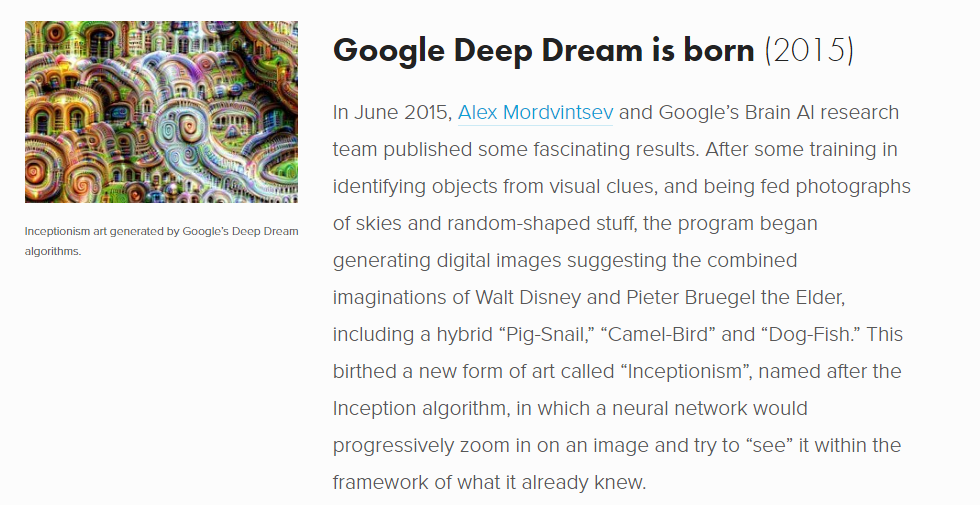 Google Deep Dream is born (2015)
In June 2015, Alex Mordvintsev and Google’s Brain AI research
team published some fascinating results. After some training in
identifying objects from visual clues, and being fed photographs
of skies and random-shaped stuff, the program began
generating digital images suggesting the combined
imaginations of Walt Disney and Pieter Bruegel the Elder,
including a hybrid “Pig-Snail,” “Camel-Bird” and “Dog-Fish.” This
birthed a new form of art called “Inceptionism”, named after the
Inception algorithm, in which a neural network would
progressively zoom in on an image and try to “see” it within the
framework of what it already knew.
Inceptionism art generated by Google’s Deep Dream
algorithms.